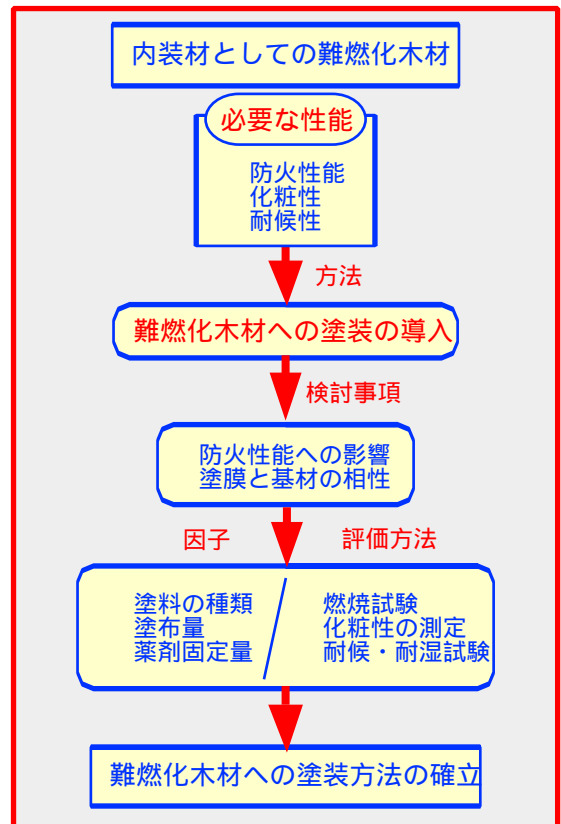 内装材としての難燃化木材
必要な性能
防火性能
化粧性
耐候性
方法
難燃化木材への塗装の導入
検討事項
防火性能への影響
塗膜と基材の相性
因子
評価方法
塗料の種類
塗布量
薬剤固定量
燃焼試験
化粧性の測定
耐候・耐湿試験
難燃化木材への塗装方法の確立